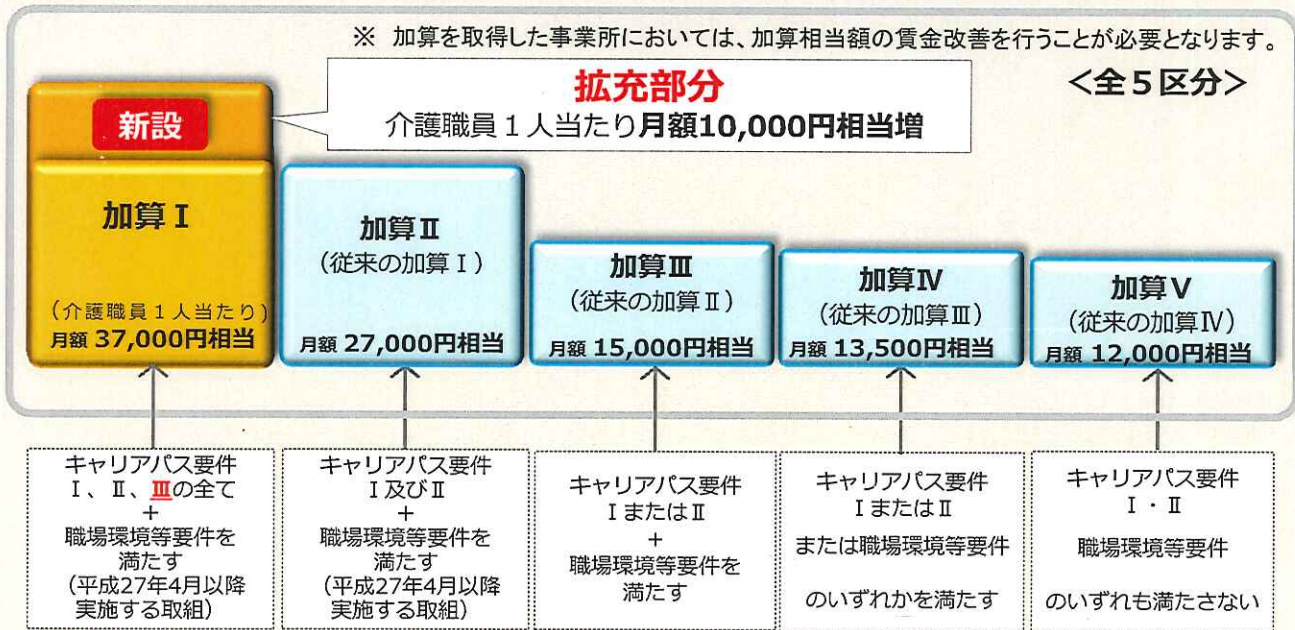 ※ 加算を取得した事業所においては、加算相当額の賃金改善を行うことが必要となります。
＜全５区分＞
拡充部分
介護職員１人当たり月額10,000円相当増
新設
加算Ⅰ
(介護職員１人当たり)
月額 37,000円相当
加算Ⅱ
（従来の加算Ⅰ）
月額 27,000円相当
加算Ⅲ
（従来の加算Ⅱ）
月額 15,000円相当
加算Ⅳ
（従来の加算Ⅲ）
月額 13,500円相当
加算Ⅴ
（従来の加算Ⅳ）
月額 12,000円相当
キャリアパス要件
Ⅰ、Ⅱ、Ⅲの全て
+
職場環境等要件を
満たす
(平成27年4月以降
実施する取組)
キャリアパス要件
Ⅰ及びⅡ
+
職場環境等要件を
満たす
(平成27年4月以降
実施する取組)
キャリアパス要件
ⅠまたはⅡ
+
職場環境等要件を
満たす
キャリアパス要件
ⅠまたはⅡ
または職場環境等要件
のいずれかを満たす
キャリアパス要件
Ⅰ・Ⅱ
職場環境等要件
のいずれも満たさない